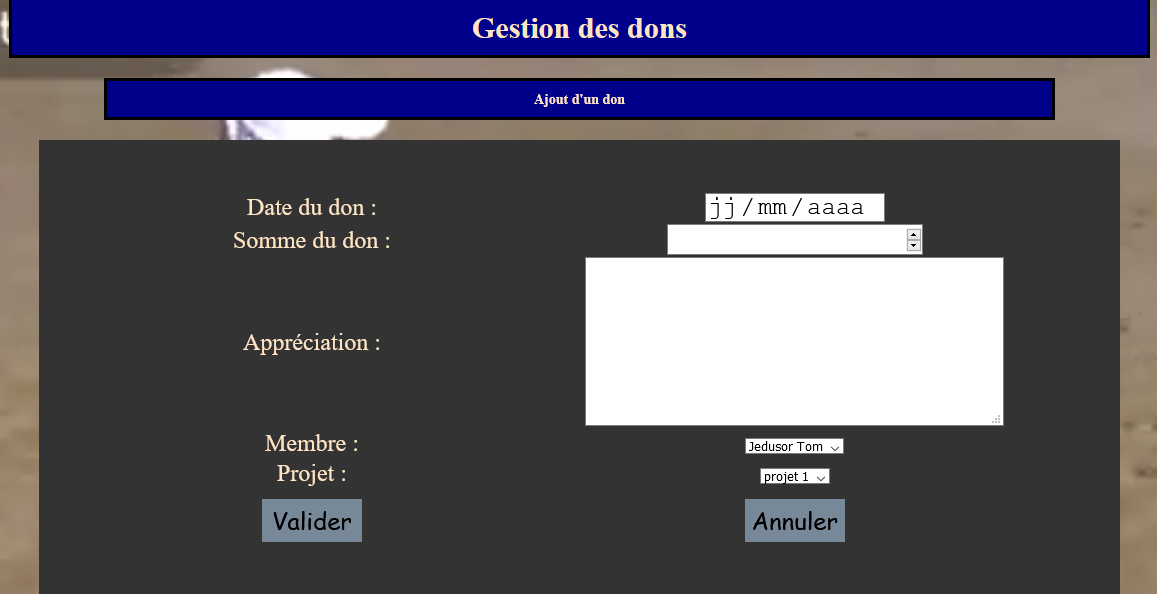 Gestion des dons
Ajout d'un don
Date du don : jj/mm/aaaa
Somme du don :
Appréciation :
Membre : Jedusor Tom
Projet : projet 1
Valider Annuler